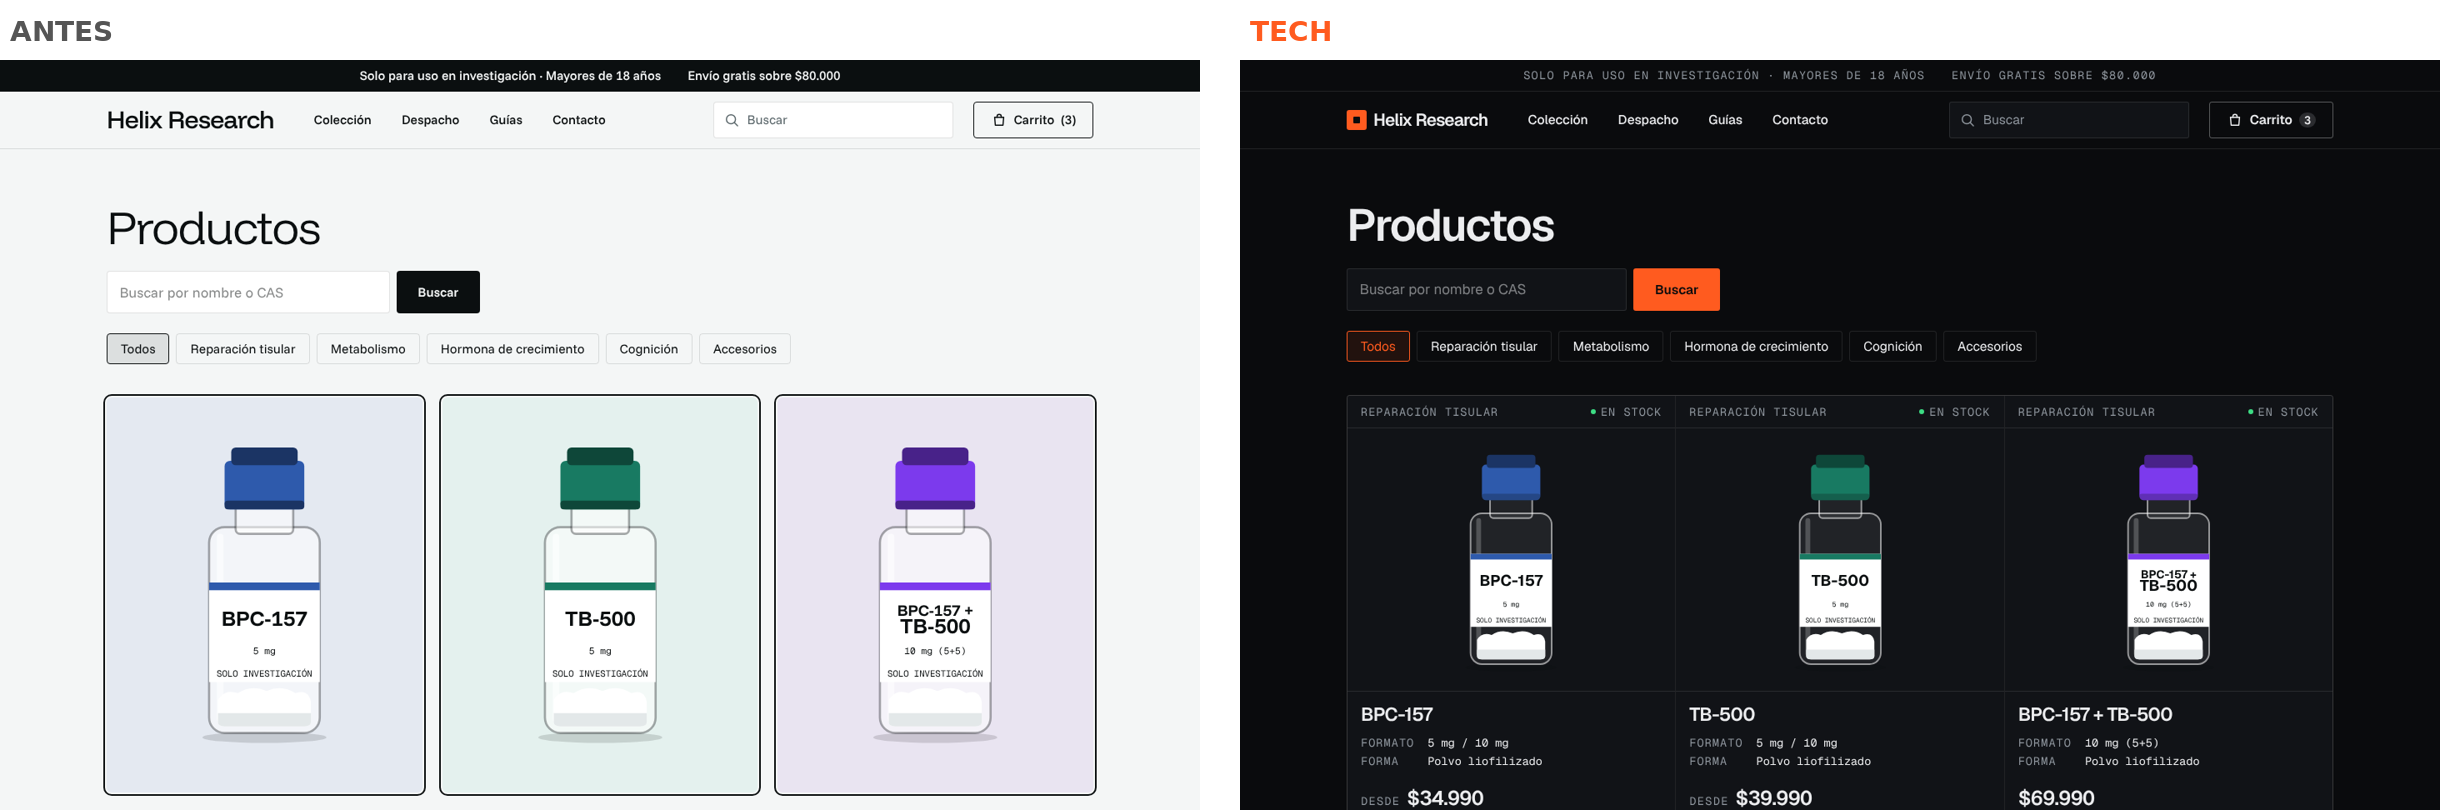 ANTES
Solo para uso en investigación · Mayores de 18 años Envío gratis sobre $80.000
Helix Research Colección Despacho Guías Contacto Buscar Carrito (3)
Productos
Buscar por nombre o CAS Buscar
Todos Reparación tisular Metabolismo Hormona de crecimiento Cognición Accesorios
BPC-157
5 mg
SOLO INVESTIGACIÓN
TB-500
5 mg
SOLO INVESTIGACIÓN
BPC-157 +
TB-500
10 mg (5+5)
SOLO INVESTIGACIÓN
TECH
SOLO PARA USO EN INVESTIGACIÓN · MAYORES DE 18 AÑOS ENVÍO GRATIS SOBRE $80.000
Helix Research Colección Despacho Guías Contacto Buscar Carrito 3
Productos
Buscar por nombre o CAS Buscar
Todos Reparación tisular Metabolismo Hormona de crecimiento Cognición Accesorios
REPARACIÓN TISULAR EN STOCK
BPC-157
5 mg
SOLO INVESTIGACIÓN
BPC-157
FORMATO 5 mg / 10 mg
FORMA Polvo liofilizado
DESDE $34.990
REPARACIÓN TISULAR EN STOCK
TB-500
5 mg
SOLO INVESTIGACIÓN
TB-500
FORMATO 5 mg / 10 mg
FORMA Polvo liofilizado
DESDE $39.990
REPARACIÓN TISULAR EN STOCK
BPC-157 +
TB-500
10 mg (5+5)
SOLO INVESTIGACIÓN
BPC-157 + TB-500
FORMATO 10 mg (5+5)
FORMA Polvo liofilizado
$69.990